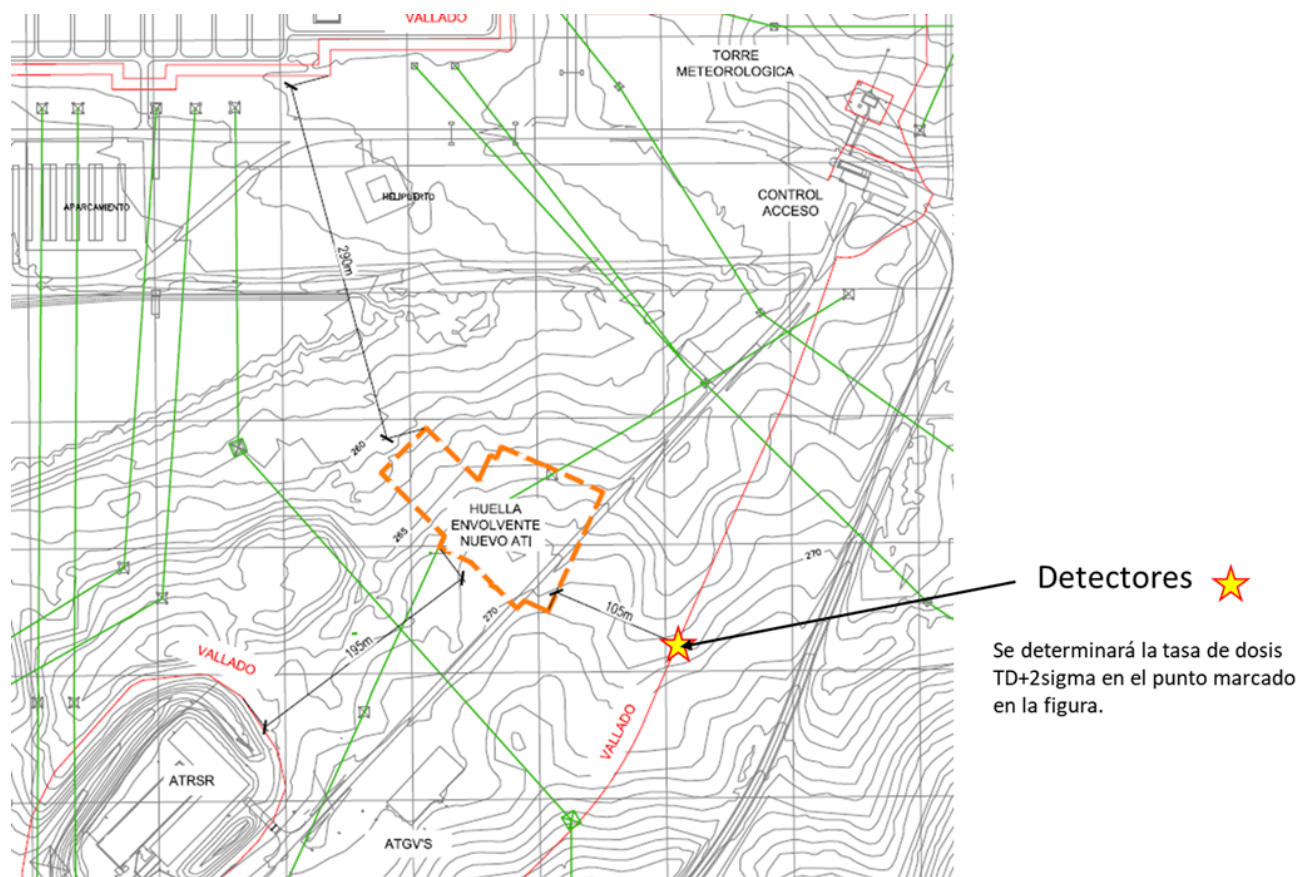 VALLADO
TORRE
METEOROLOGICA
CONTROL
ACCESO
APARCAMIENTO
HELIPUERTO
290m
260
HUELLA
ENVOLVENTE
NUEVO ATI
265
270
270
105m
195m
VALLADO
VALLADO
ATRSR
ATGV'S
Detectores
Se determinará la tasa de dosis
TD+2sigma en el punto marcado
en la figura.